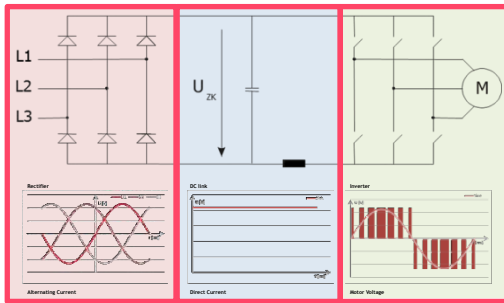 L1
L2
L3
U ZK
M
Rectifier
DC link
Inverter
Alternating Current
Direct Current
Motor Voltage